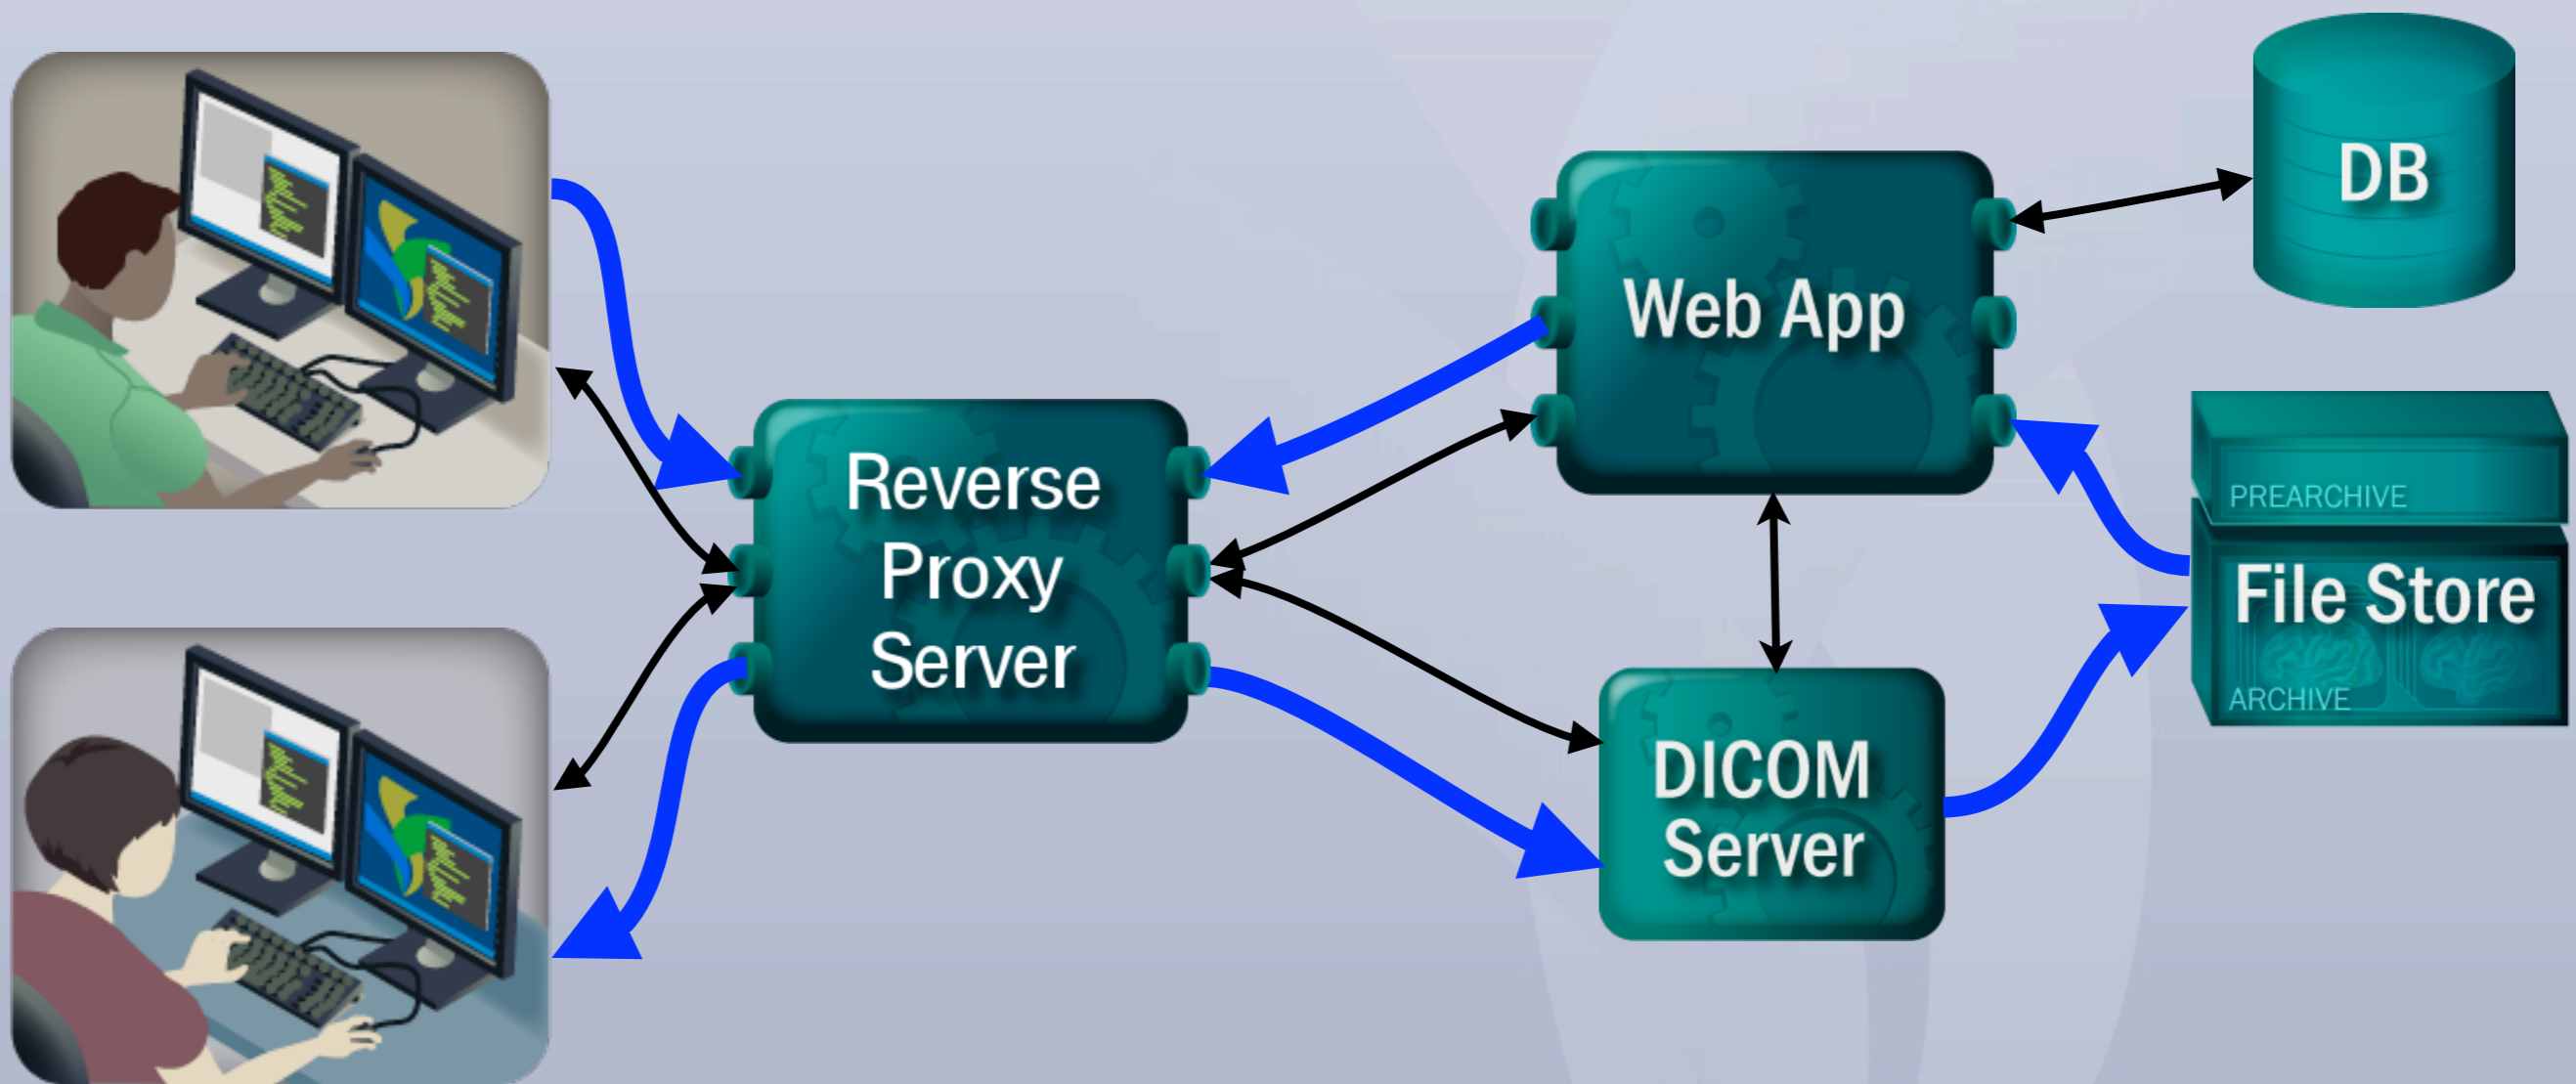 DB
Web App
PREARCHIVE
File Store
ARCHIVE
Reverse
Proxy
Server
DICOM
Server